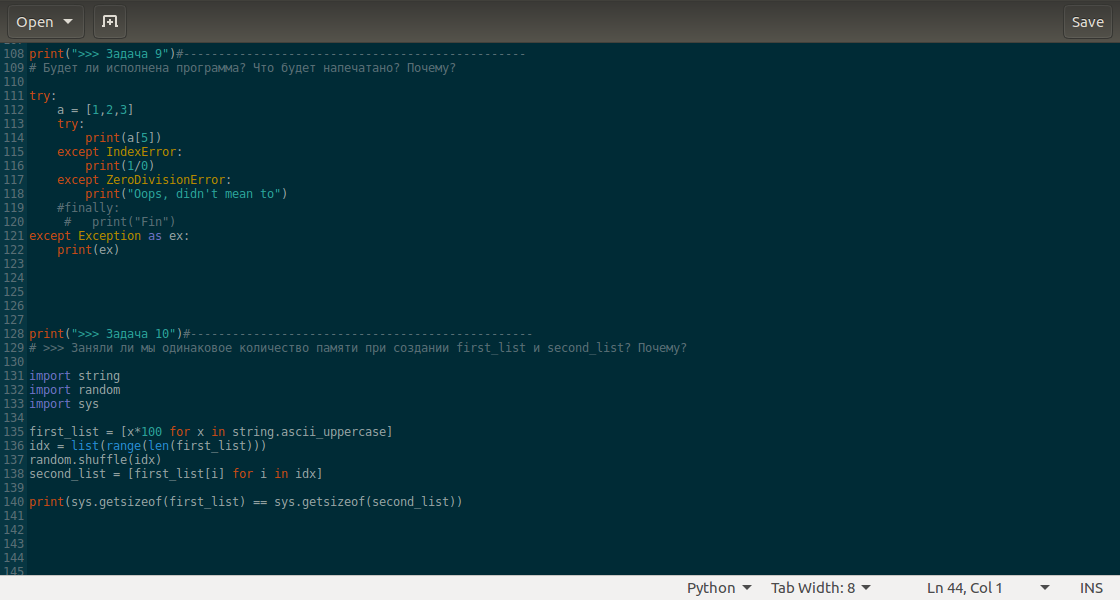 Open
Save
108 print(">>> Задача 9")#-------------------------------------------------
109 # Будет ли исполнена программа? Что будет напечатано? Почему?
110
111 try:
112     a = [1,2,3]
113     try:
114         print(a[5])
115     except IndexError:
116         print(1/0)
117     except ZeroDivisionError:
118         print("Oops, didn't mean to")
119     #finally:
120      #   print("Fin")
121 except Exception as ex:
122     print(ex)
123
124
125
126
127
128 print(">>> Задача 10")#-------------------------------------------------
129 # >>> Заняли ли мы одинаковое количество памяти при создании first_list и second_list? Почему?
130
131 import string
132 import random
133 import sys
134
135 first_list = [x*100 for x in string.ascii_uppercase]
136 idx = list(range(len(first_list)))
137 random.shuffle(idx)
138 second_list = [first_list[i] for i in idx]
139
140 print(sys.getsizeof(first_list) == sys.getsizeof(second_list))
141
142
143
144
145
Python Tab Width: 8 Ln 44, Col 1 INS